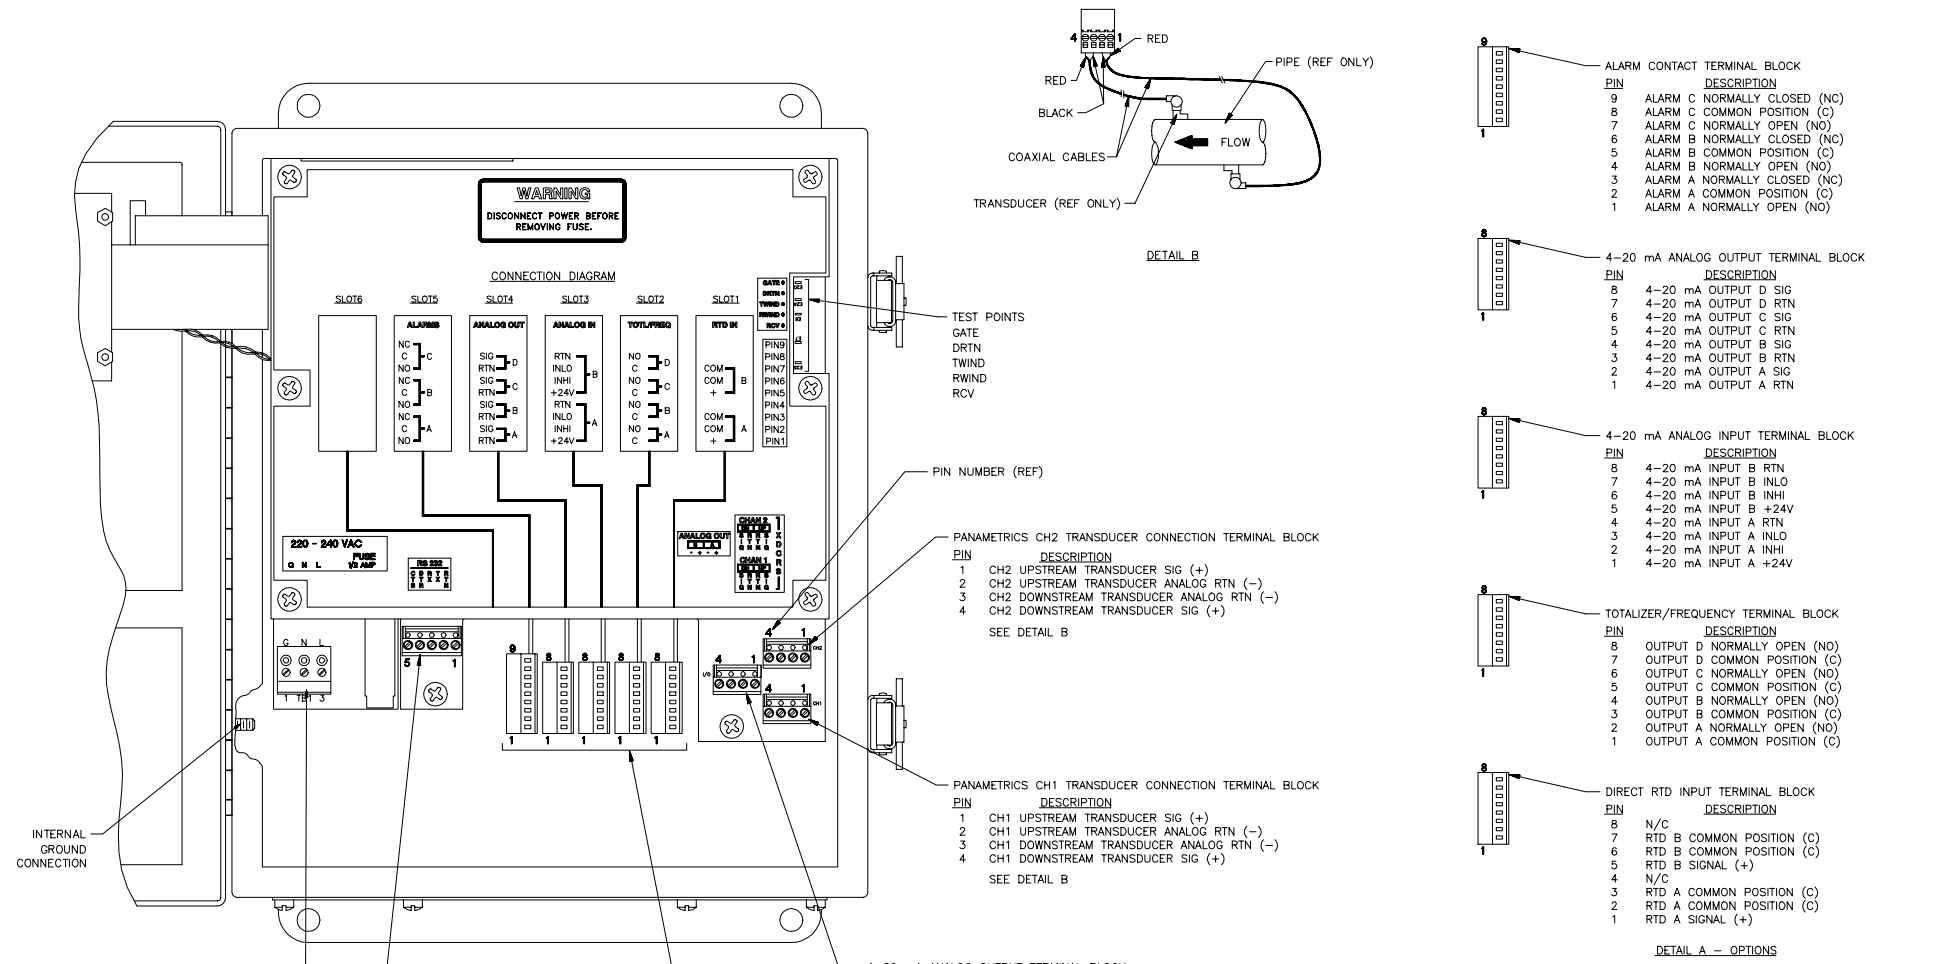 4 1
RED
RED
BLACK
COAXIAL CABLES
TRANSDUCER (REF ONLY)
PIPE (REF ONLY)
FLOW
DETAIL B
WARNING
DISCONNECT POWER BEFORE
REMOVING FUSE.
CONNECTION DIAGRAM
SLOT6 SLOT5 SLOT4 SLOT3 SLOT2 SLOT1
ALARMS
NC
C C
NO
NC
C B
NO
NC
C A
NO
ANALOG OUT
SIG
RTN D
SIG
RTN C
SIG
RTN B
SIG
RTN A
ANALOG IN
RTN
INLO
INHI B
+24V
RTN
INLO
INHI A
+24V
TOTL/FREQ
NO
C D
NO
C C
NO
C B
NO
C A
RTD IN
COM
COM B
+
COM
COM A
+
GATE
DRTN
TWIND
RWIND
RCV
PIN9
PIN8
PIN7
PIN6
PIN5
PIN4
PIN3
PIN2
PIN1
TEST POINTS
GATE
DRTN
TWIND
RWIND
RCV
220 - 240 VAC
FUSE
G N L 1/2 AMP
RS 232
ANALOG OUT
B A
CHAN 2
CHAN 1
XDCRS
G N L
1 TB1 3
5 1
9 8 8 8 8
1 1 1 1 1
4 1
CH2
4 1
I/O
4 1
CH1
INTERNAL
GROUND
CONNECTION
PIN NUMBER (REF)
PANAMETRICS CH2 TRANSDUCER CONNECTION TERMINAL BLOCK
PIN DESCRIPTION
1 CH2 UPSTREAM TRANSDUCER SIG (+)
2 CH2 UPSTREAM TRANSDUCER ANALOG RTN (-)
3 CH2 DOWNSTREAM TRANSDUCER ANALOG RTN (-)
4 CH2 DOWNSTREAM TRANSDUCER SIG (+)
SEE DETAIL B
PANAMETRICS CH1 TRANSDUCER CONNECTION TERMINAL BLOCK
PIN DESCRIPTION
1 CH1 UPSTREAM TRANSDUCER SIG (+)
2 CH1 UPSTREAM TRANSDUCER ANALOG RTN (-)
3 CH1 DOWNSTREAM TRANSDUCER ANALOG RTN (-)
4 CH1 DOWNSTREAM TRANSDUCER SIG (+)
SEE DETAIL B
9
1
ALARM CONTACT TERMINAL BLOCK
PIN DESCRIPTION
9 ALARM C NORMALLY CLOSED (NC)
8 ALARM C COMMON POSITION (C)
7 ALARM C NORMALLY OPEN (NO)
6 ALARM B NORMALLY CLOSED (NC)
5 ALARM B COMMON POSITION (C)
4 ALARM B NORMALLY OPEN (NO)
3 ALARM A NORMALLY CLOSED (NC)
2 ALARM A COMMON POSITION (C)
1 ALARM A NORMALLY OPEN (NO)
8
1
4-20 mA ANALOG OUTPUT TERMINAL BLOCK
PIN DESCRIPTION
8 4-20 mA OUTPUT D SIG
7 4-20 mA OUTPUT D RTN
6 4-20 mA OUTPUT C SIG
5 4-20 mA OUTPUT C RTN
4 4-20 mA OUTPUT B SIG
3 4-20 mA OUTPUT B RTN
2 4-20 mA OUTPUT A SIG
1 4-20 mA OUTPUT A RTN
8
1
4-20 mA ANALOG INPUT TERMINAL BLOCK
PIN DESCRIPTION
8 4-20 mA INPUT B RTN
7 4-20 mA INPUT B INLO
6 4-20 mA INPUT B INHI
5 4-20 mA INPUT B +24V
4 4-20 mA INPUT A RTN
3 4-20 mA INPUT A INLO
2 4-20 mA INPUT A INHI
1 4-20 mA INPUT A +24V
8
1
TOTALIZER/FREQUENCY TERMINAL BLOCK
PIN DESCRIPTION
8 OUTPUT D NORMALLY OPEN (NO)
7 OUTPUT D COMMON POSITION (C)
6 OUTPUT C NORMALLY OPEN (NO)
5 OUTPUT C COMMON POSITION (C)
4 OUTPUT B NORMALLY OPEN (NO)
3 OUTPUT B COMMON POSITION (C)
2 OUTPUT A NORMALLY OPEN (NO)
1 OUTPUT A COMMON POSITION (C)
8
1
DIRECT RTD INPUT TERMINAL BLOCK
PIN DESCRIPTION
8 N/C
7 RTD B COMMON POSITION (C)
6 RTD B COMMON POSITION (C)
5 RTD B SIGNAL (+)
4 N/C
3 RTD A COMMON POSITION (C)
2 RTD A COMMON POSITION (C)
1 RTD A SIGNAL (+)
DETAIL A - OPTIONS